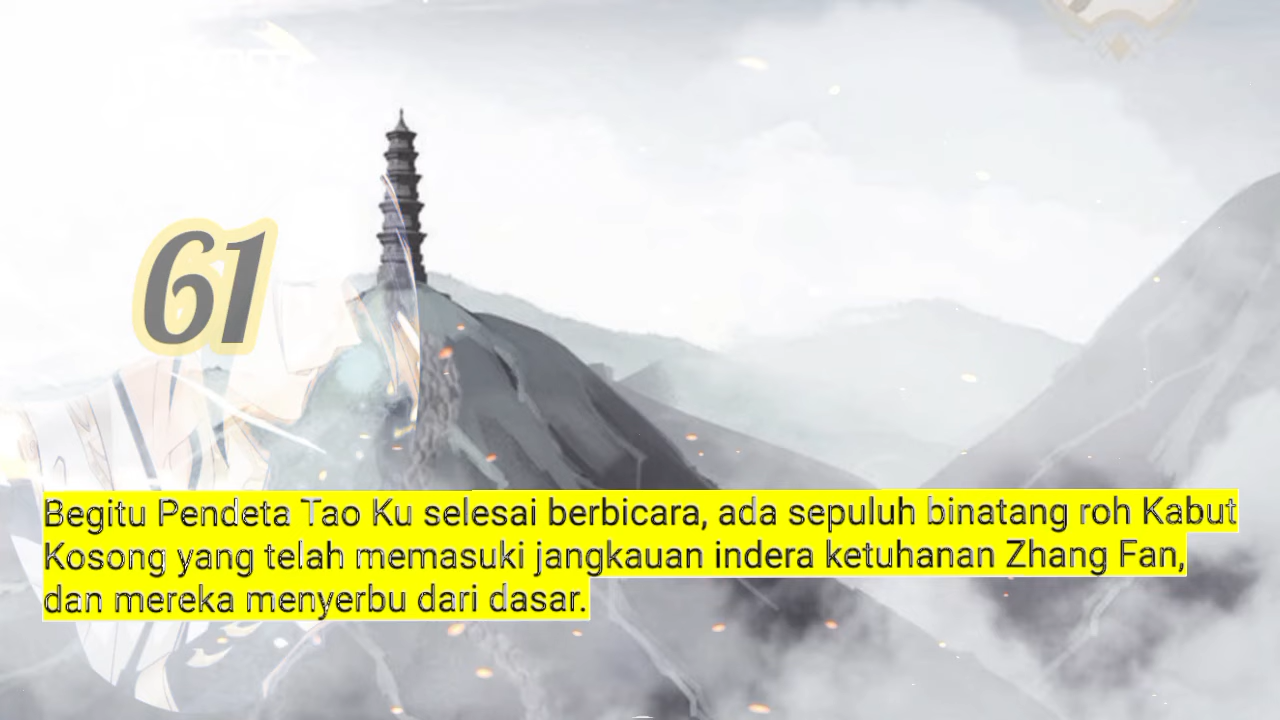 61
Begitu Pendeta Tao Ku selesai berbicara, ada sepuluh binatang roh Kabut
Kosong yang telah memasuki jangkauan indera ketuhanan Zhang Fan,
dan mereka menyerbu dari dasar.